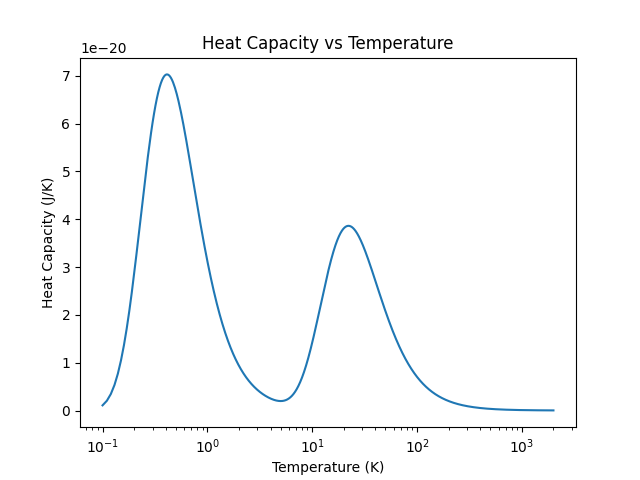 Heat Capacity vs Temperature
1e−20
7
6
5
4
3
2
1
0
Heat Capacity (J/K)
10⁻¹ 10⁰ 10¹ 10² 10³
Temperature (K)